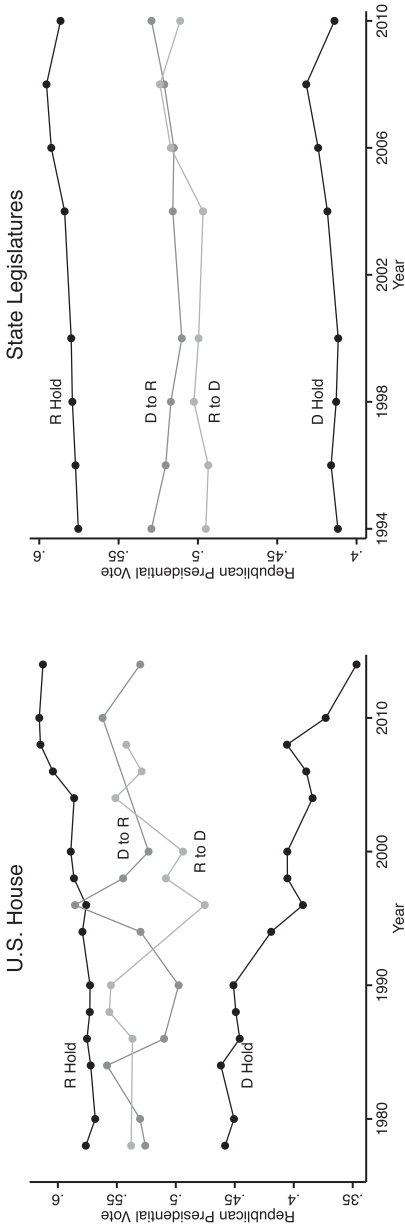 U.S. House
Republican Presidential Vote
.6
.55
.5
.45
.4
.35
R Hold
D to R
R to D
D Hold
1980
1990
2000
2010
Year
State Legislatures
Republican Presidential Vote
.6
.55
.5
.45
.4
R Hold
D to R
R to D
D Hold
1994
1998
2002
2006
2010
Year